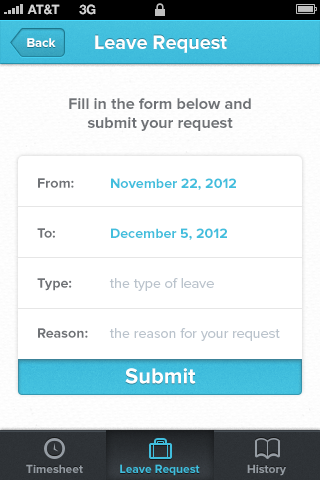 AT&T 3G
Back Leave Request
Fill in the form below and
submit your request
From: November 22, 2012
To: December 5, 2012
Type: the type of leave
Reason: the reason for your request
Submit
Timesheet Leave Request History